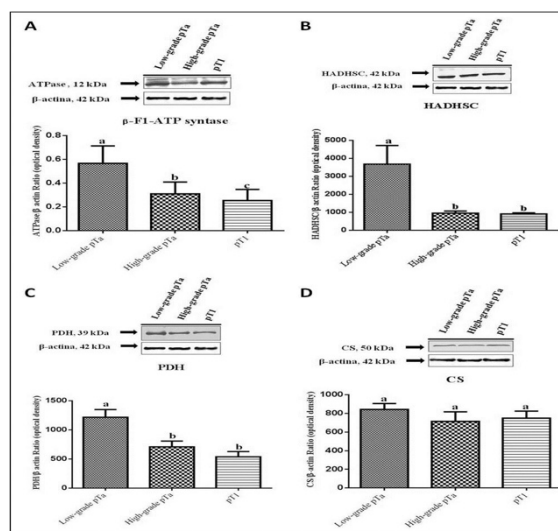 A
Low-grade pTa
High-grade pTa
pT1
ATPase, 12 kDa
β-actina, 42 kDa
β-F1-ATP syntase
ATPase/β actin Ratio (optical density)
0.8
0.6
0.4
0.2
0.0
a
b
c
Low-grade pTa
High-grade pTa
pT1
B
Low-grade pTa
High-grade pTa
pT1
HADHSC, 42 kDa
β-actina, 42 kDa
HADHSC
HADHSC/β actin Ratio (optical density)
5000
4000
3000
2000
1000
0
a
b
b
Low-grade pTa
High-grade pTa
pT1
C
Low-grade pTa
High-grade pTa
pT1
PDH, 39 kDa
β-actina, 42 kDa
PDH
PDH/β actin Ratio (optical density)
1500
1000
500
0
a
b
b
Low-grade pTa
High-grade pTa
pT1
D
Low-grade pTa
High-grade pTa
pT1
CS, 50 kDa
β-actina, 42 kDa
CS
CS/β-actin Ratio (optical density)
1000
800
600
400
200
0
a
a
a
Low-grade pTa
High-grade pTa
pT1